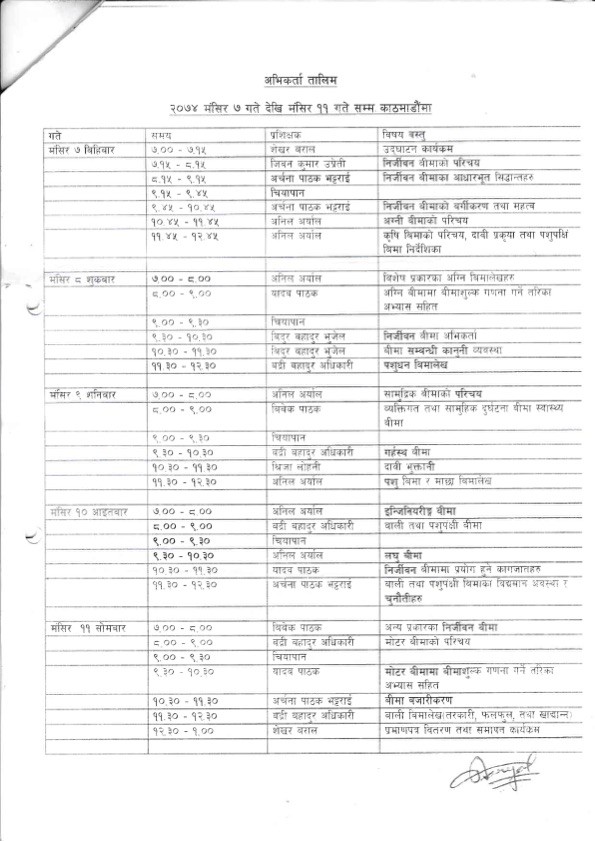 अभिकर्ता तालिम
२०७४ मंसिर ७ गते देखि मंसिर ११ गते सम्म काठमाडौंमा
गते समय प्रशिक्षक विषय वस्तु
मंसिर ७ बिहिवार ७.०० - ७.१५ शेखर बराल उद्घाटन कार्यकम
७.१५ - ८.१५ जिवन कुमार उप्रेती निर्जीवन बीमाको परिचय
८.१५ - ९.१५ अर्चना पाठक भट्टराई निर्जीवन बीमाका आधारभूत सिद्धान्तहरु
९.१५ - ९.४५ चियापान
९.४५ - १०.४५ अर्चना पाठक भट्टराई निर्जीवन बीमाको वर्गीकरण तथा महत्व
१०.४५ - ११.४५ अनिल अर्याल अग्नी बीमाको परिचय
११.४५ - १२.४५ अनिल अर्याल कृषि बिमाको परिचय, दावी प्रकृया तथा पशुपंक्षि
बिमा निर्देशिका
मंसिर ८ शुक्रबार ७.०० - ८.०० अनिल अर्याल विशेष प्रकारका अग्नि बिमालेखहरु
८.०० - ९.०० यादव पाठक अग्नि बीमामा बीमाशुल्क गणना गर्ने तरिका
अभ्यास सहित
९.०० - ९.३० चियापान
९.३० - १०.३० बिदुर बहादुर भुजेल निर्जीवन बीमा अभिकर्ता
१०.३० - ११.३० बिदुर बहादुर भुजेल बीमा सम्बन्धी कानुनी व्यवस्था
११.३० - १२.३० बद्री बहादुर अधिकारी पशुधन बिमालेख
मंसिर ९ शनिवार ७.०० - ८.०० अनिल अर्याल सामुद्रिक बीमाको परिचय
८.०० - ९.०० बिबेक पाठक व्यक्तिगत तथा सामुहिक दुर्घटना बीमा स्वास्थ्य
बीमा
९.०० - ९.३० चियापान
९.३० - १०.३० बद्री बहादुर अधिकारी गर्हस्थ बीमा
१०.३० - ११.३० लोहनी दावी भुक्तानी
११.३० - १२.३० अनिल अर्याल पशु बिमा र माछा बिमालेख
मंसिर १० आइतवार ७.०० - ८.०० अनिल अर्याल इन्जिनियरीङ्ग बीमा
८.०० - ९.०० बद्री बहादुर अधिकारी बाली तथा पशुपंक्षी बीमा
९.०० - ९.३० चियापान
९.३० - १०.३० अनिल अर्याल लघु बीमा
१०.३० - ११.३० यादव पाठक निर्जीवन बीमामा प्रयोग हुने कागजातहरु
११.३० - १२.३० अर्चना पाठक भट्टराई बाली तथा पशुपंक्षी बिमाका विद्यमान अवस्था र
चुनौतीहरु
मंसिर ११ सोमबार ७.०० - ८.०० बिबेक पाठक अन्य प्रकारका निर्जीवन बीमा
८.०० - ९.०० बद्री बहादुर अधिकारी मोटर बीमाको परिचय
९.०० - ९.३० चियापान
९.३० - १०.३० यादव पाठक मोटर बीमामा बीमाशुल्क गणना गर्ने तरिका
अभ्यास सहित
१०.३० - ११.३० अर्चना पाठक भट्टराई बीमा बजारीकरण
११.३० - १२.३० बद्री बहादुर अधिकारी बाली बिमालेख(तरकारी, फलफुल, तथा खाद्यान्न)
१२.३० - १.०० शेखर बराल प्रमाणपत्र वितरण तथा समापन कार्यकम